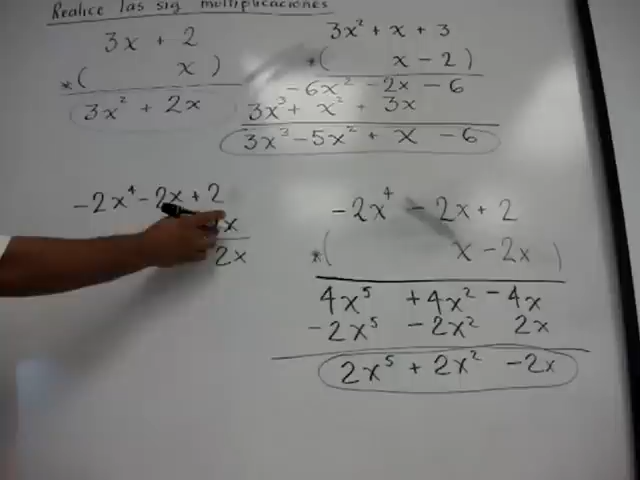 Realice las sig multiplicaciones
3x + 2
*( x )
3x² + 2x
3x² + x + 3
*( x - 2 )
-6x² - 2x - 6
3x³ + x² + 3x
3x³ - 5x² + x - 6
-2x⁴ - 2x + 2
x
2x
-2x⁴ - 2x + 2
*( x - 2x )
4x⁵ + 4x² - 4x
-2x⁵ - 2x² 2x
2x⁵ + 2x² - 2x